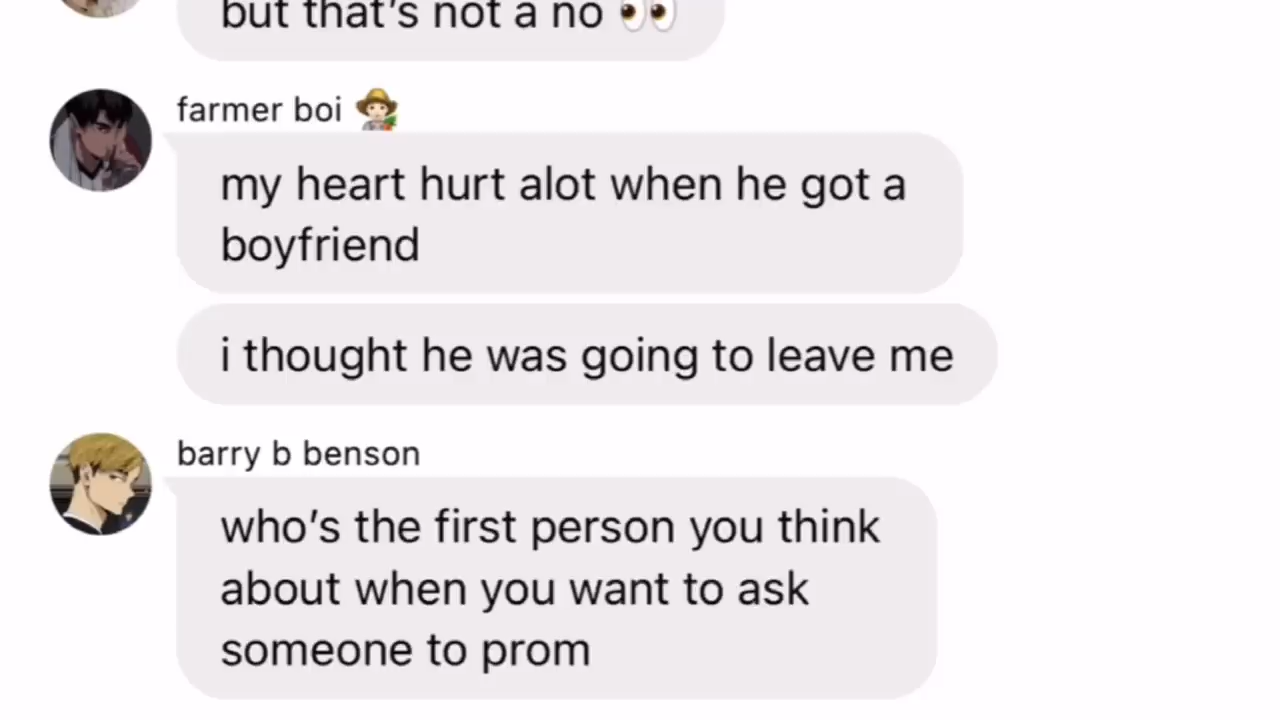 but that's not a no 👀
farmer boi 🧑🏻‍🌾
my heart hurt alot when he got a
boyfriend
i thought he was going to leave me
barry b benson
who's the first person you think
about when you want to ask
someone to prom